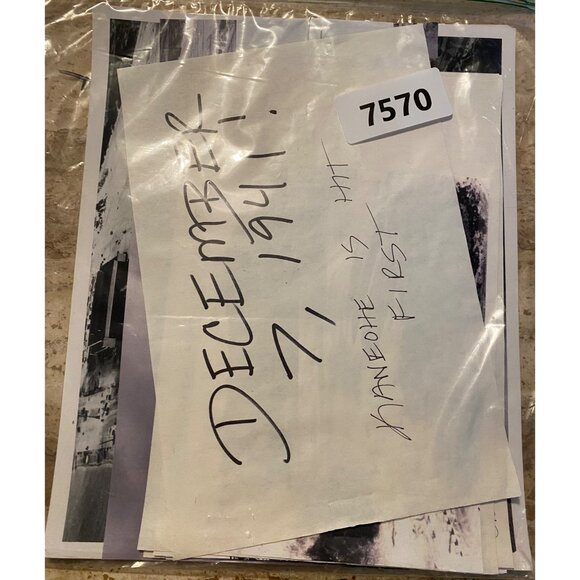 7570
DECEMBER
7, 1941!
KANEOHE IS HIT
FIRST